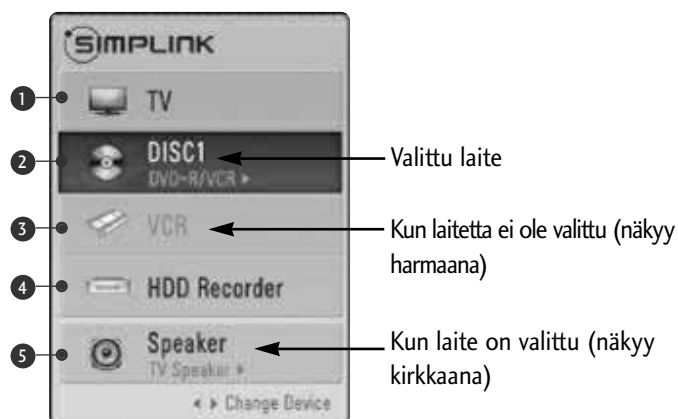 SIMPLINK
1 TV
2 DISC1 Valittu laite
DVD-R/VCR ▸
3 VCR Kun laitetta ei ole valittu (näkyy
harmaana)
4 HDD Recorder
5 Speaker Kun laite on valittu (näkyy
TV Speaker ▸ kirkkaana)
◂ ▸ Change Device